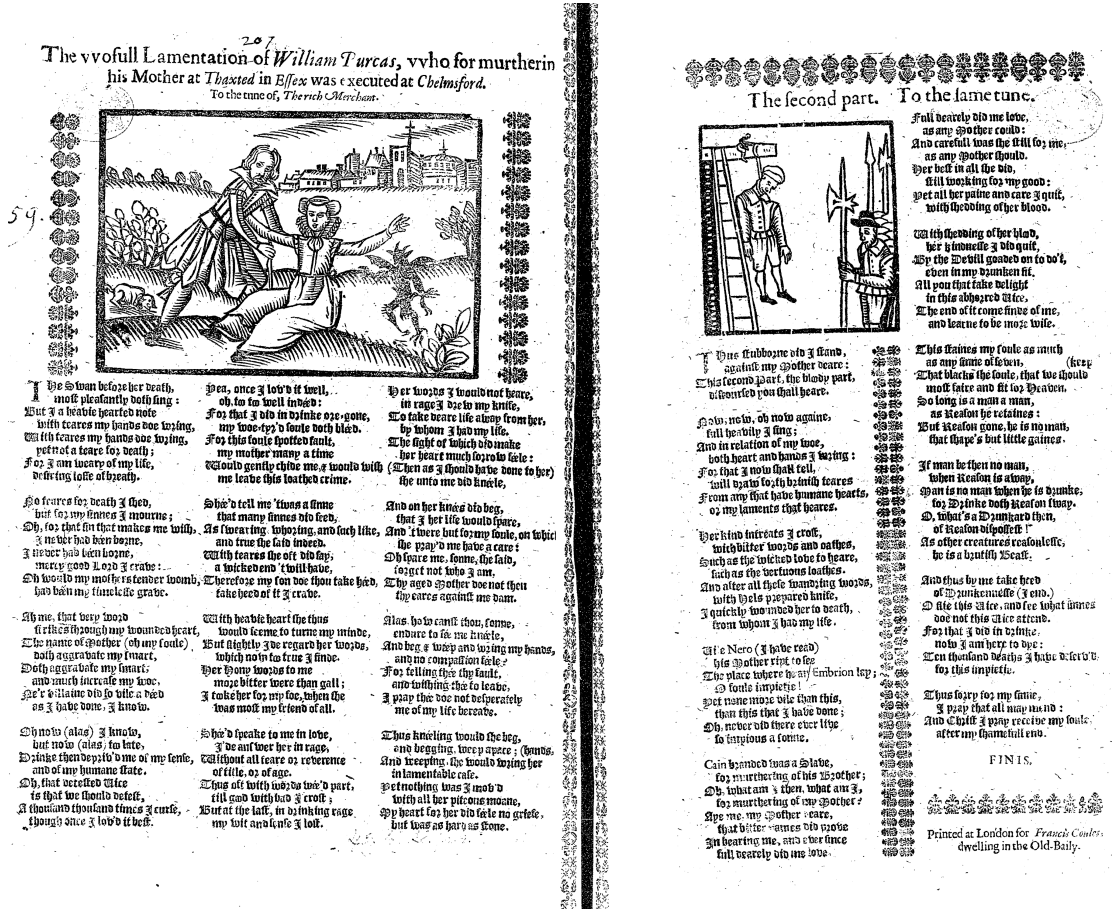 207
The vvofull Lamentation of William Purcas, vvho for murtherin
his Mother at Thaxted in Essex was executed at Chelmsford.
To the tune of, The rich Merchant.
59.
THe Swan before her death,
most pleasantly doth sing:
But I a heavie hearted note
with teares my hands doe wring,
With teares my hands doe wring,
yet not a teare for death;
For I am weary of my life,
desiring losse of breath.
No teares for death I shed,
but for my sinnes I mourne;
Oh, for that sin that makes me wish,
I never had béen borne,
I never had béen borne,
mercy good Lord I crave:
Oh would my mothers tender womb,
had béen my timelesse grave.
Ah me, that very word
strikes through my wounded heart,
The name of Mother (oh my soule)
doth aggravate my smart,
Doth aggravate my smart;
and much increase my woe,
Ne'r villaine did so vile a déed
as I have done, I know.
Oh now (alas) I know,
but now (alas) to late,
Drinke then depriv'd me of my sense,
and of my humane state.
Oh, that detested Vice
is that we should detest,
A thousand thousand times I curse,
though once I lov'd it best.
Yea, once I lov'd it well,
oh to to well indéed:
For that I did in drinke ore-gone,
my woe-tyr'd soule doth bléed.
For this foule spotted fault,
my mother many a time
Would gently chide me, & would wish
me leave this loathed crime.
Shé'd tell me 'twas a sinne
that many sinnes did féed,
As swearing, whoring, and such like,
and true she said indeed.
With teares she oft did say,
a wicked end 't will have,
Therefore my son doe thou take héed,
take heed of it I crave.
With heavie heart she thus
would séeme to turne my minde,
But slightly I de regard her words,
which now to true I finde.
Her Hony words to me
more bitter were than gall;
I toke her for my foe, when she
was most my friend of all.
Shé'd speake to me in love,
I'de answer her in rage,
Without all feare or reverence
of title, or of age.
Thus oft with words wée'd part,
till god with bad I crost;
But at the last, in drinking rage
my wit and sense I lost.
Her words I would not heare,
in rage I drew my knife,
To take deare life away from her,
by whom I had my life.
The sight of which did make
her heart much sorrow féele:
(Then as I should have done to her)
she unto me did knéele,
And on her knées did beg,
that I her life would spare,
And 't were but for my soule, on which
she pray'd me have a care:
Oh spare me, sonne, she said,
forget not who I am,
Thy aged Mother doe not then
thy eares against me dam.
Alas, how canst thou, sonne,
endure to sée me knéele,
And beg & weep and wring my hands,
and no compassion féele?
For telling thée thy fault,
and wishing thée to leave,
I pray thée doe not desperately
me of my life bereave.
Thus knéeling would she beg,
and begging, weep apace; (hands,
And weeping, she would wring her
in lamentable case.
Yet nothing was I mov'd
with all her piteous moane,
My heart for her did féele no griefe,
but was as hard as stone.
The second part. To the same tune.
THus stubborne did I stand,
against my Mother deare:
This second Part, the bloody part,
discoursed you shall heare.
Now, now, oh now againe,
full heavily I sing;
And in relation of my woe,
both heart and hands I wring:
For that I now shall tell,
will draw forth brinish teares
From any that have humane hearts,
or my laments that heares.
Her kind intreats I crost,
with bitter words and oathes,
Such as the wicked love to heare,
such as the vertuous loathes.
And after all these wandring words,
with Hels prepared knife,
I quickly wounded her to death,
from whom I had my life.
Vile Nero (I have read)
his Mother ript to see
The place where he an Embrion lay;
O foule impietie!
Yet none more vile than this,
than this that I have done;
Oh, never did there ever live
so impious a sonne.
Cain branded was a Slave,
for murthering of his Brother;
Oh, what am I then, what am I,
for murthering of my Mother?
Aye me, my Mother deare,
that bitter paines did prove
In bearing me, and ever since
full dearely did me love.
Full dearely did me love,
as any Mother could:
And carefull was she still for me,
as any Mother should.
Her best in all she did,
still working for my good:
Yet all her paine and care I quit,
with shedding of her blood.
With shedding of her blood,
her kindnesse I did quit,
By the Devill goaded on to do't,
even in my drunken fit.
All you that take delight
in this abhorred Vice,
The end of it come finde of me,
and learne to be more wise.
This staines my soule as much
as any sinne of seven, (keep
That blacks the soule, that we should
most faire and fit for Heaven.
So long is a man a man,
as Reason he retaines:
But Reason gone, he is no man,
that shape's but little gaines.
If man be then no man,
when Reason is away,
Man is no man when he is drunke,
for Drinke doth Reason sway.
O, what's a Drunkard then,
of Reason dispossest!
As other creatures reasonlesse,
he is a brutish Beast.
And thus by me take heed
of Drunkennesse (I end.)
O flie this Vice, and see what sinnes
doe not this Vice attend.
For that I did in drinke,
now I am here to dye:
Ten thousand deaths I have deserv'd
for this impietie.
Thus sorry for my sinne,
I pray that all may mend:
And Christ I pray receive my soule
after my shamefull end.
FINIS.
Printed at London for Francis Coules,
dwelling in the Old-Baily.